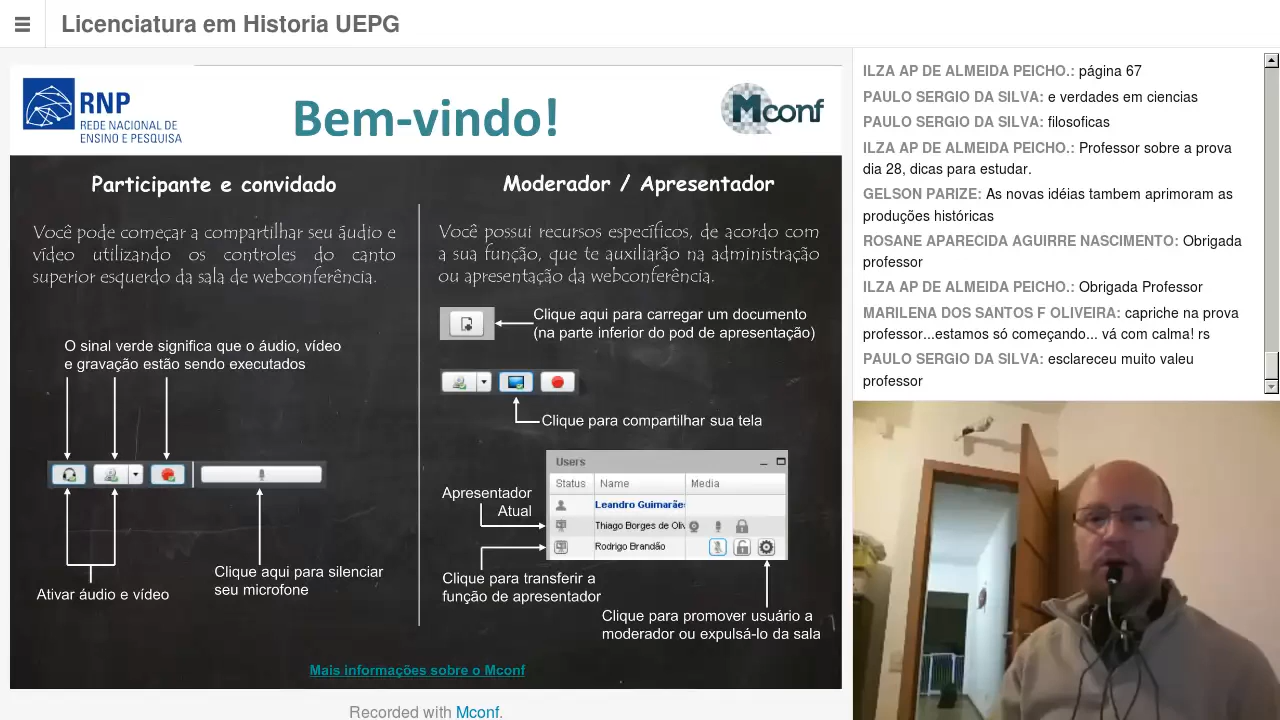 Licenciatura em Historia UEPG
RNP
REDE NACIONAL DE
ENSINO E PESQUISA
Bem-vindo!
Mconf
Participante e convidado
Você pode começar a compartilhar seu áudio e
vídeo utilizando os controles do canto
superior esquerdo da sala de webconferência.
O sinal verde significa que o áudio, vídeo
e gravação estão sendo executados
Ativar áudio e vídeo
Clique aqui para silenciar
seu microfone
Moderador / Apresentador
Você possui recursos específicos, de acordo com
a sua função, que te auxiliarão na administração
ou apresentação da webconferência.
Clique aqui para carregar um documento
(na parte inferior do pod de apresentação)
Clique para compartilhar sua tela
Users
Status Name Media
Leandro Guimarães
Thiago Borges de Oliv
Rodrigo Brandão
Apresentador
Atual
Clique para transferir a
função de apresentador
Clique para promover usuário a
moderador ou expulsá-lo da sala
Mais informações sobre o Mconf
Recorded with Mconf.
ILZA AP DE ALMEIDA PEICHO.: página 67
PAULO SERGIO DA SILVA: e verdades em ciencias
PAULO SERGIO DA SILVA: filosoficas
ILZA AP DE ALMEIDA PEICHO.: Professor sobre a prova
dia 28, dicas para estudar.
GELSON PARIZE: As novas idéias tambem aprimoram as
produções históricas
ROSANE APARECIDA AGUIRRE NASCIMENTO: Obrigada
professor
ILZA AP DE ALMEIDA PEICHO.: Obrigada Professor
MARILENA DOS SANTOS F OLIVEIRA: capriche na prova
professor...estamos só começando... vá com calma! rs
PAULO SERGIO DA SILVA: esclareceu muito valeu
professor